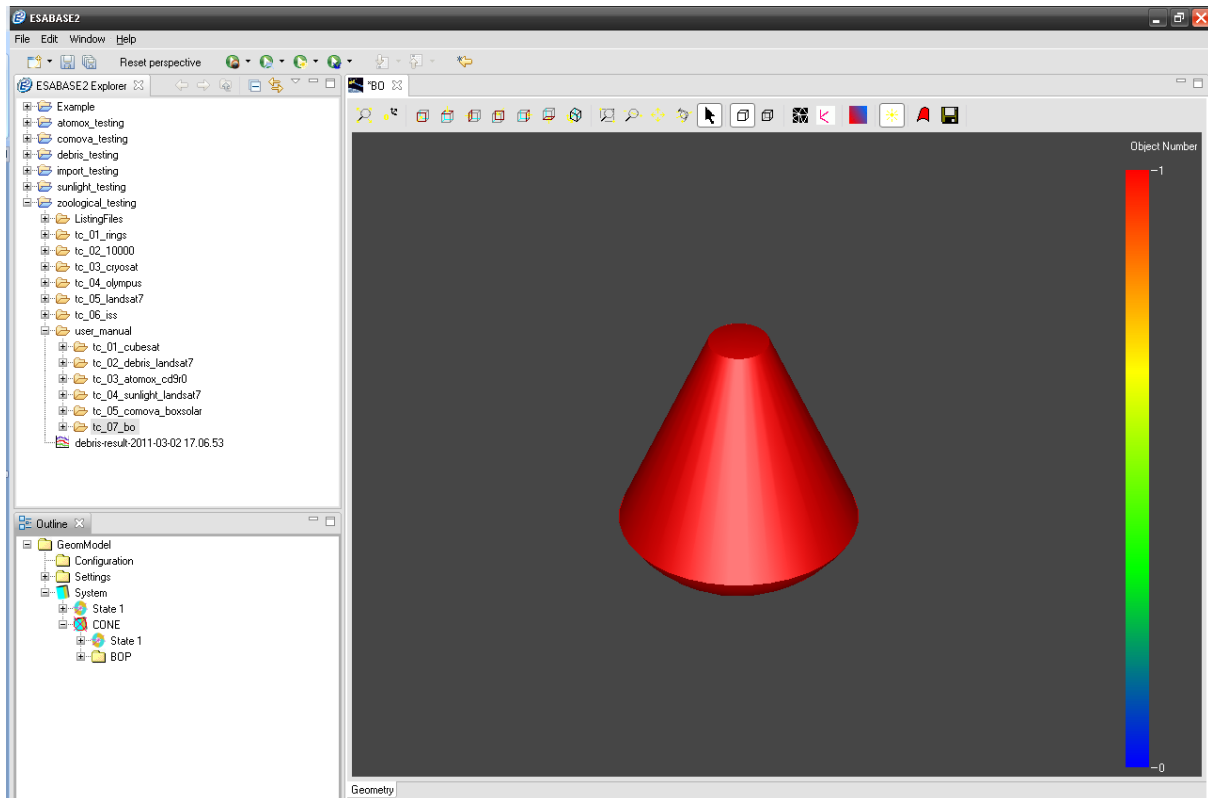 ESABASE2
File Edit Window Help
Reset perspective
ESABASE2 Explorer
Example
atomox_testing
comova_testing
debris_testing
import_testing
sunlight_testing
zoological_testing
ListingFiles
tc_01_rings
tc_02_10000
tc_03_cryosat
tc_04_olympus
tc_05_landsat7
tc_06_iss
user_manual
tc_01_cubesat
tc_02_debris_landsat7
tc_03_atomox_cd9r0
tc_04_sunlight_landsat7
tc_05_comova_boxsolar
tc_07_bo
debris-result-2011-03-02 17.06.53
Outline
GeomModel
Configuration
Settings
System
State 1
CONE
State 1
BOP
*BO
Object Number
1
0
Geometry